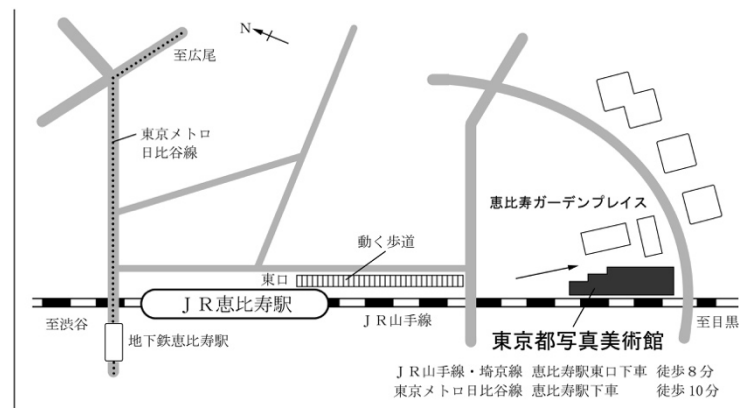 N
至広尾
東京メトロ
日比谷線
恵比寿ガーデンプレイス
動く歩道
東口
ＪＲ恵比寿駅
至渋谷
ＪＲ山手線
至目黒
地下鉄恵比寿駅
東京都写真美術館
ＪＲ山手線・埼京線 恵比寿駅東口下車 徒歩８分
東京メトロ日比谷線 恵比寿駅下車 徒歩10分